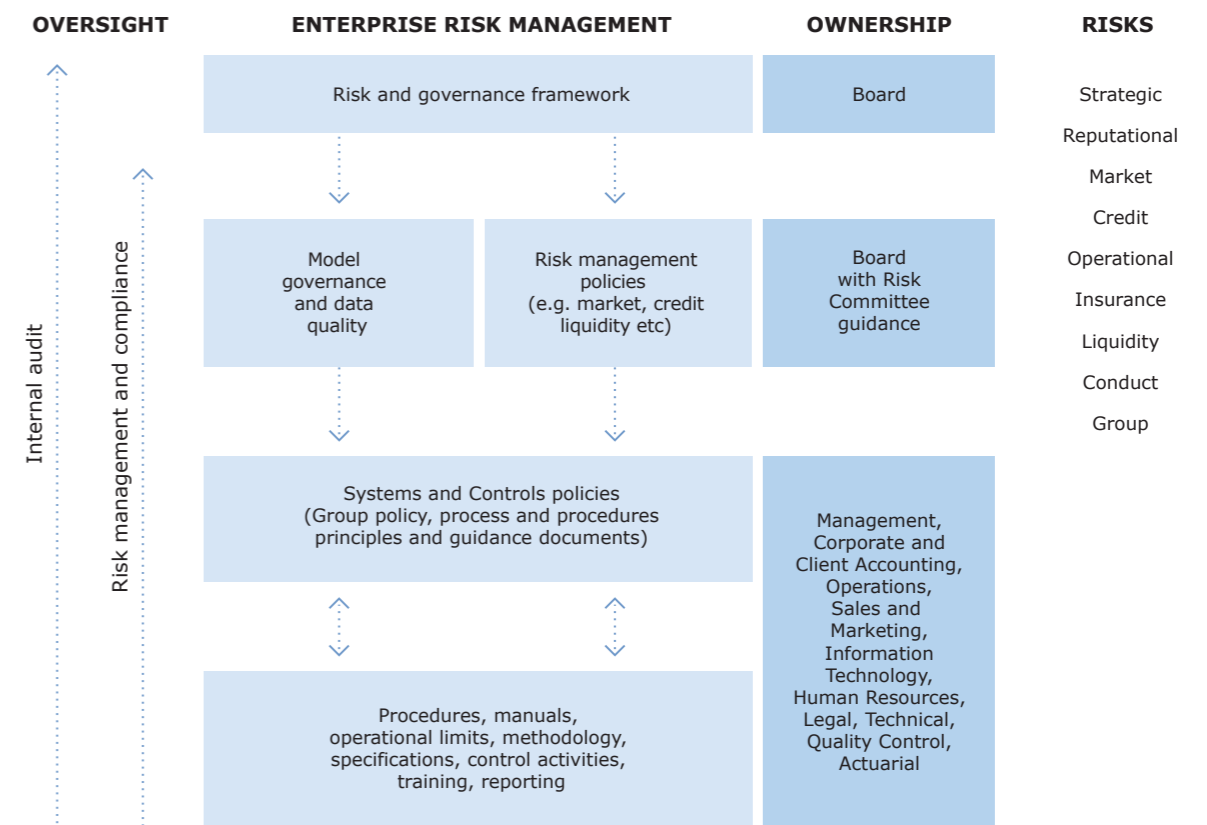 OVERSIGHT
ENTERPRISE RISK MANAGEMENT
OWNERSHIP
RISKS
Internal audit
Risk management and compliance
Risk and governance framework
Board
Model
governance
and data
quality
Risk management
policies
(e.g. market, credit
liquidity etc)
Board
with Risk
Committee
guidance
Systems and Controls policies
(Group policy, process and procedures
principles and guidance documents)
Procedures, manuals,
operational limits, methodology,
specifications, control activities,
training, reporting
Management,
Corporate and
Client Accounting,
Operations,
Sales and
Marketing,
Information
Technology,
Human Resources,
Legal, Technical,
Quality Control,
Actuarial
Strategic
Reputational
Market
Credit
Operational
Insurance
Liquidity
Conduct
Group